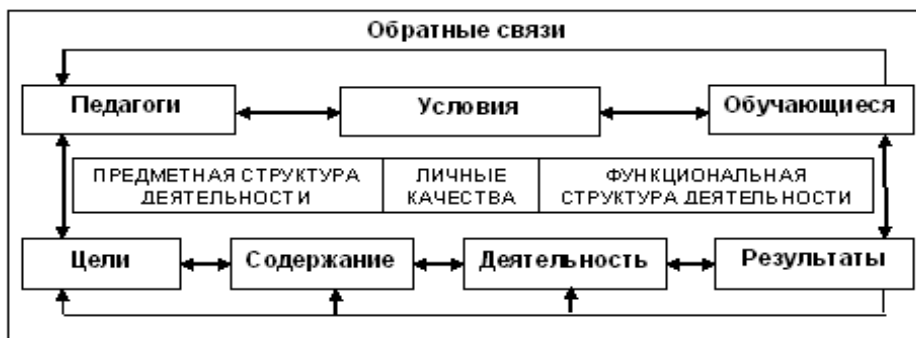 Обратные связи
Педагоги
Условия
Обучающиеся
ПРЕДМЕТНАЯ СТРУКТУРА
ДЕЯТЕЛЬНОСТИ
ЛИЧНЫЕ
КАЧЕСТВА
ФУНКЦИОНАЛЬНАЯ
СТРУКТУРА ДЕЯТЕЛЬНОСТИ
Цели
Содержание
Деятельность
Результаты